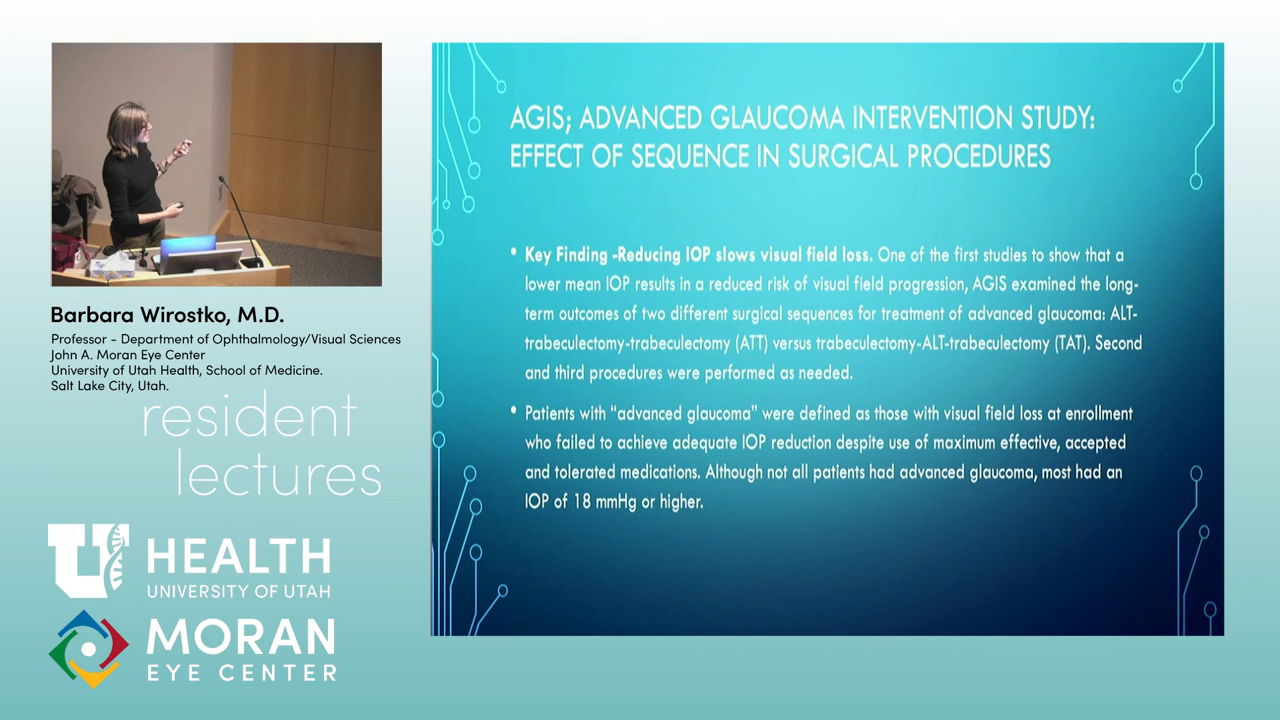 Barbara Wirostko, M.D.
Professor - Department of Ophthalmology/Visual Sciences
John A. Moran Eye Center
University of Utah Health, School of Medicine.
Salt Lake City, Utah.
resident
lectures
U
HEALTH
UNIVERSITY OF UTAH
MORAN
EYE CENTER
AGIS; ADVANCED GLAUCOMA INTERVENTION STUDY:
EFFECT OF SEQUENCE IN SURGICAL PROCEDURES
• Key Finding -Reducing IOP slows visual field loss. One of the first studies to show that a
lower mean IOP results in a reduced risk of visual field progression, AGIS examined the long-
term outcomes of two different surgical sequences for treatment of advanced glaucoma: ALT-
trabeculectomy-trabeculectomy (ATT) versus trabeculectomy-ALT-trabeculectomy (TAT). Second
and third procedures were performed as needed.
• Patients with “advanced glaucoma” were defined as those with visual field loss at enrollment
who failed to achieve adequate IOP reduction despite use of maximum effective, accepted
and tolerated medications. Although not all patients had advanced glaucoma, most had an
IOP of 18 mmHg or higher.